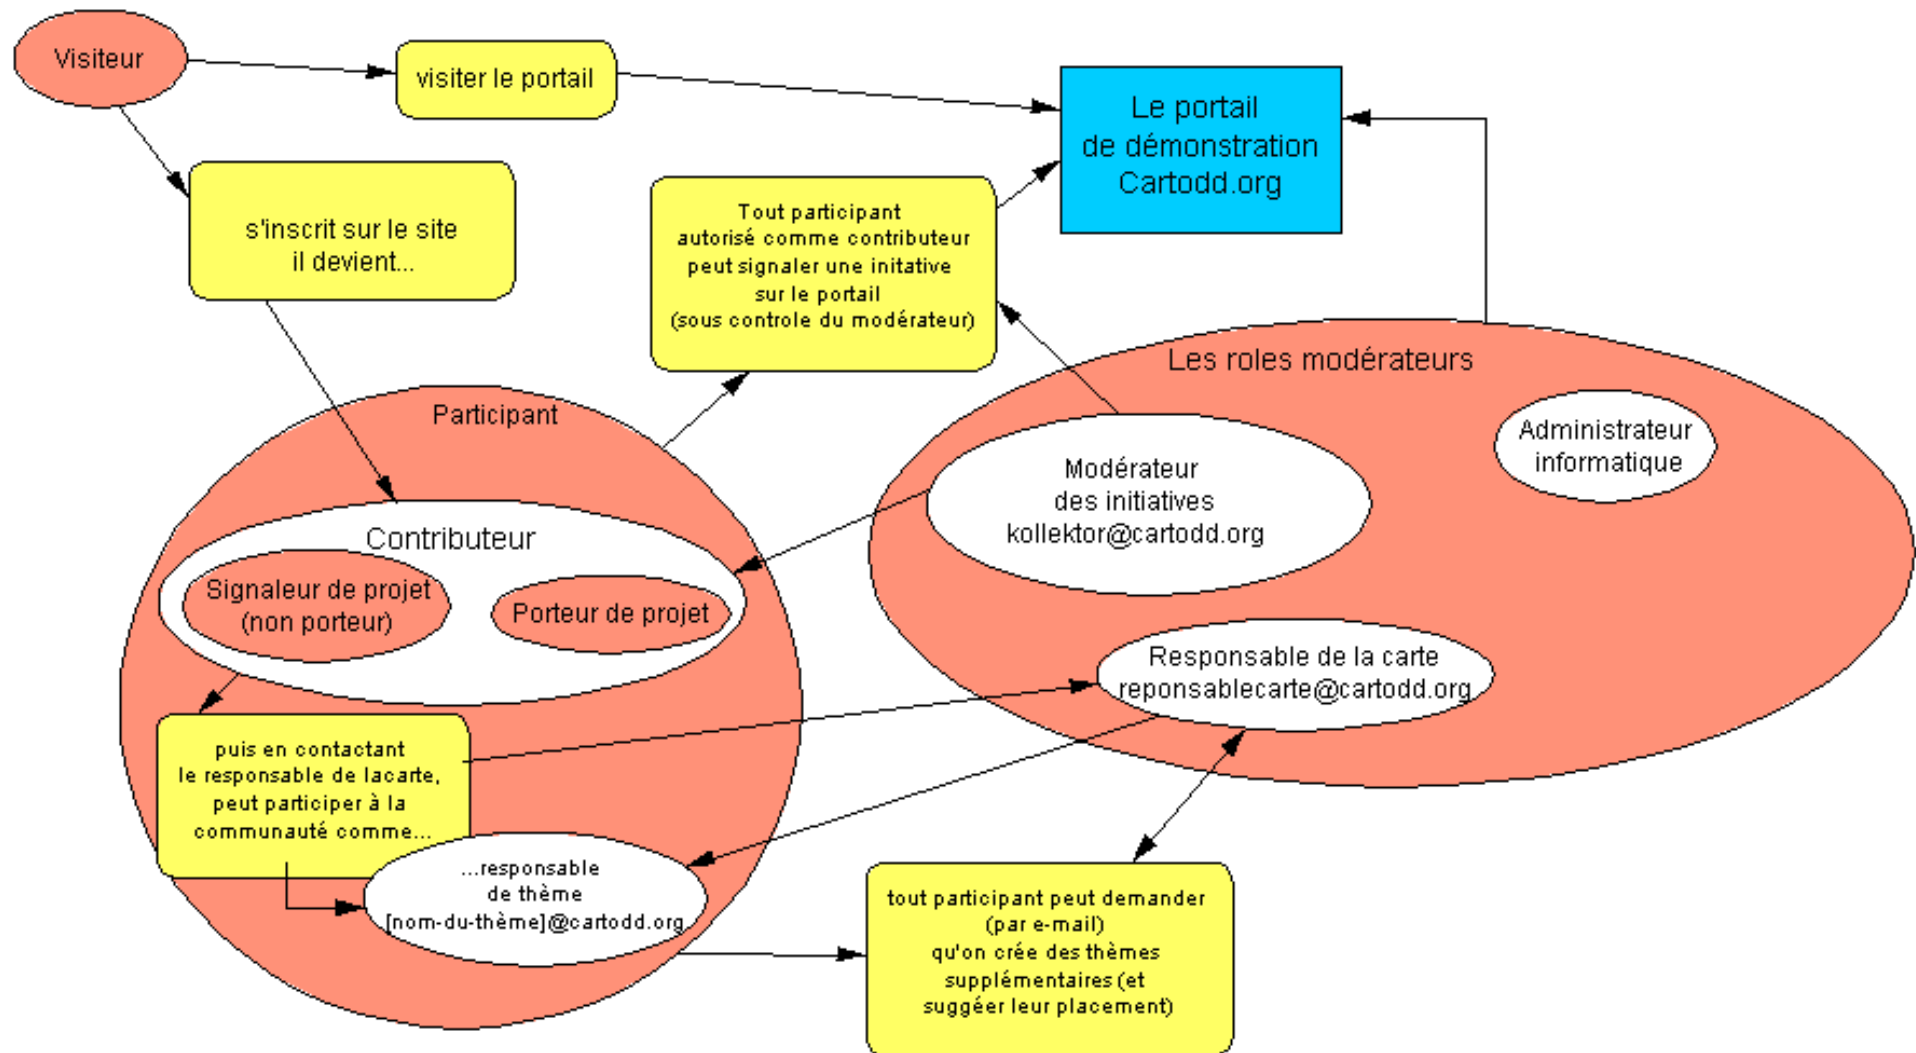 Visiteur
visiter le portail
Le portail
de démonstration
Cartodd.org
s'inscrit sur le site
il devient...
Tout participant
autorisé comme contributeur
peut signaler une initative
sur le portail
(sous controle du modérateur)
Les roles modérateurs
Administrateur
informatique
Modérateur
des initiatives
kollektor@cartodd.org
Responsable de la carte
reponsablecarte@cartodd.org
Participant
Contributeur
Signaleur de projet
(non porteur)
Porteur de projet
puis en contactant
le responsable de lacarte,
peut participer à la
communauté comme...
...responsable
de thème
[nom-du-thème]@cartodd.org
tout participant peut demander
(par e-mail)
qu'on crée des thèmes
supplémentaires (et
suggéer leur placement)